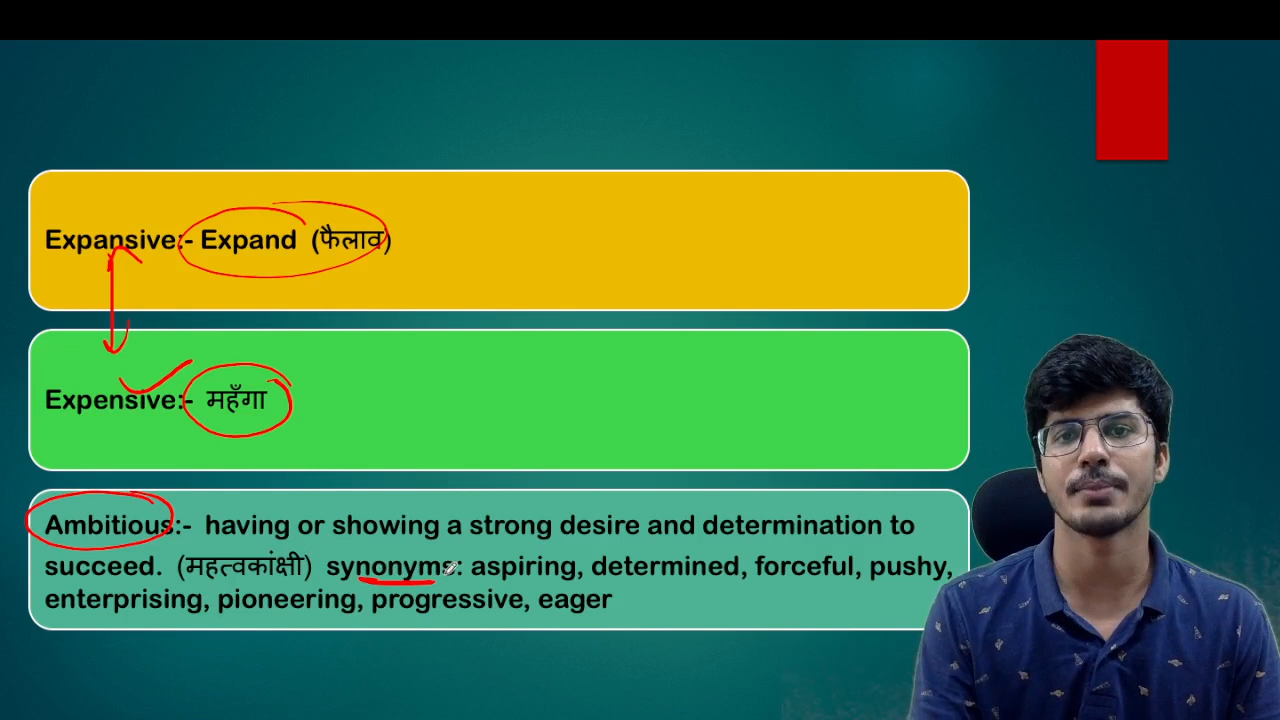 Expansive:- Expand (फैलाव)
Expensive:- महँगा
Ambitious:- having or showing a strong desire and determination to
succeed. (महत्वकांक्षी) synonyms: aspiring, determined, forceful, pushy,
enterprising, pioneering, progressive, eager